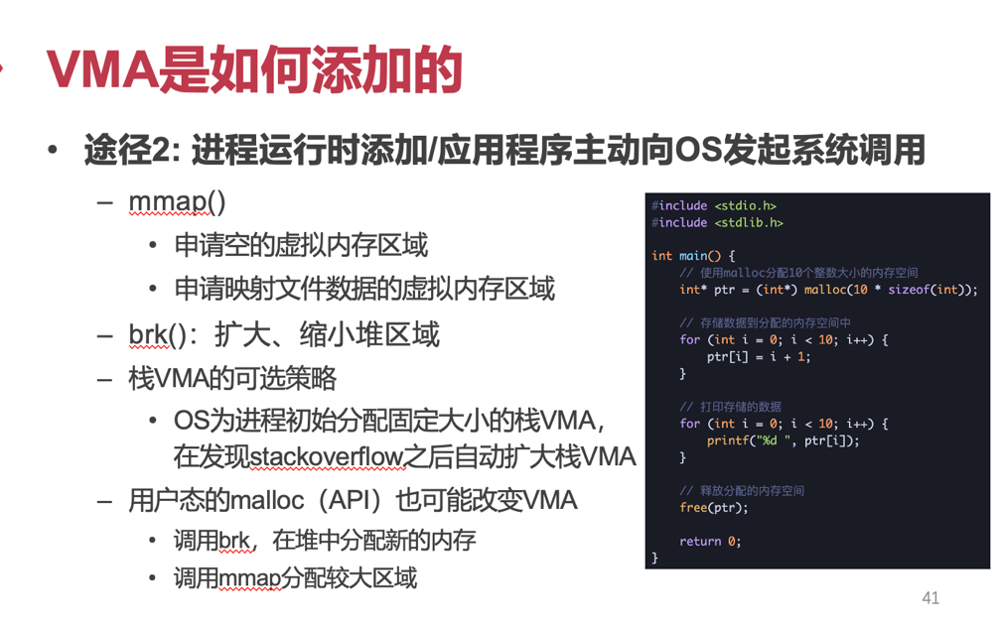 VMA是如何添加的
• 途径2: 进程运行时添加/应用程序主动向OS发起系统调用
– mmap()
• 申请空的虚拟内存区域
• 申请映射文件数据的虚拟内存区域
– brk()：扩大、缩小堆区域
– 栈VMA的可选策略
• OS为进程初始分配固定大小的栈VMA，
在发现stackoverflow之后自动扩大栈VMA
– 用户态的malloc（API）也可能改变VMA
• 调用brk，在堆中分配新的内存
• 调用mmap分配较大区域
#include <stdio.h>
#include <stdlib.h>
int main() {
// 使用malloc分配10个整数大小的内存空间
int* ptr = (int*) malloc(10 * sizeof(int));
// 存储数据到分配的内存空间中
for (int i = 0; i < 10; i++) {
ptr[i] = i + 1;
}
// 打印存储的数据
for (int i = 0; i < 10; i++) {
printf("%d ", ptr[i]);
}
// 释放分配的内存空间
free(ptr);
return 0;
}
41